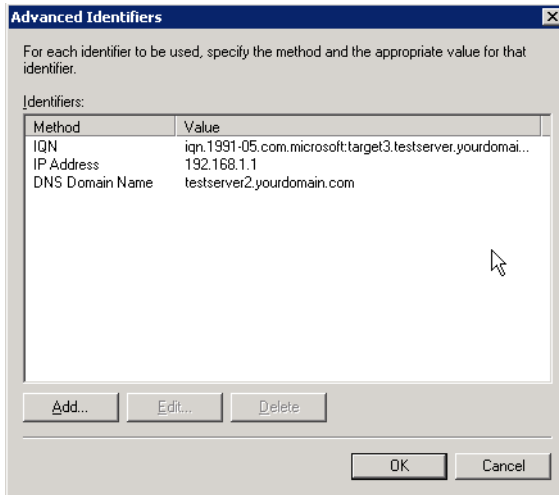 Advanced Identifiers
For each identifier to be used, specify the method and the appropriate value for that
identifier.
Identifiers:
Method Value
IQN iqn.1991-05.com.microsoft:target3.testserver.yourdomai...
IP Address 192.168.1.1
DNS Domain Name testserver2.yourdomain.com
Add... Edit... Delete
OK Cancel